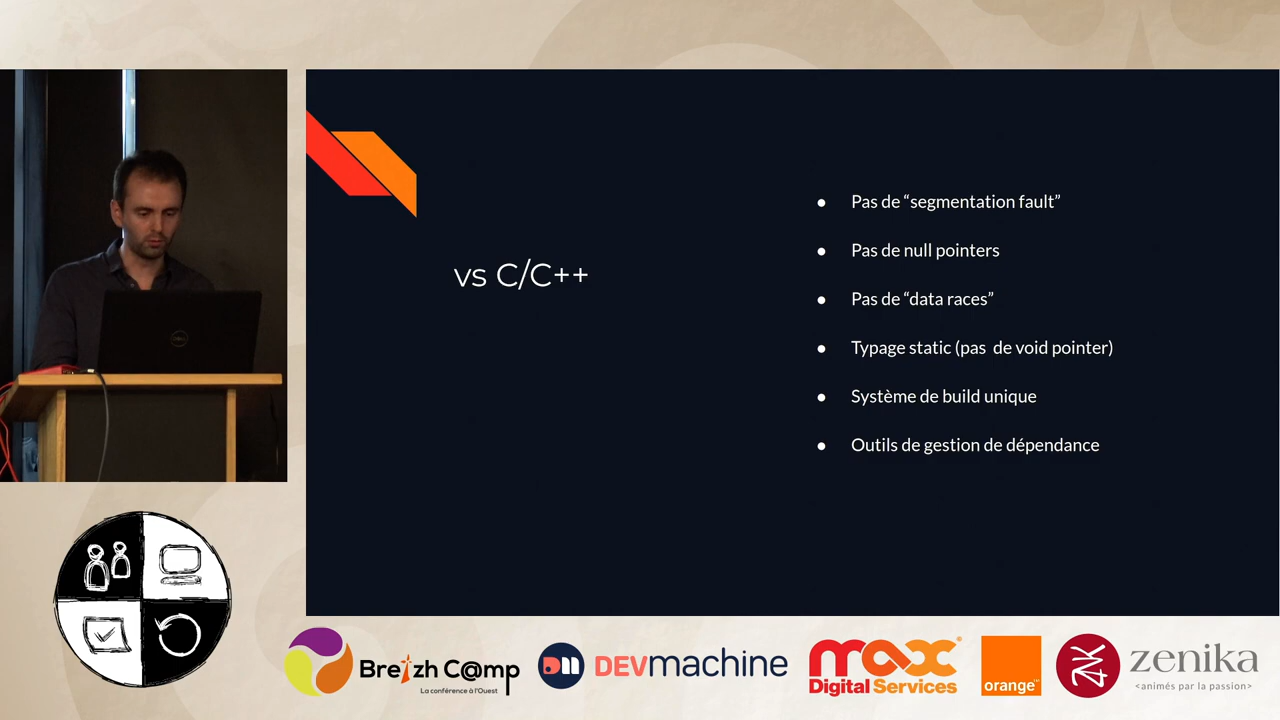 vs C/C++
● Pas de “segmentation fault”
● Pas de null pointers
● Pas de “data races”
● Typage static (pas  de void pointer)
● Système de build unique
● Outils de gestion de dépendance
Breizh C@mp
La conférence à l'Ouest
DEVmachine
max
Digital Services
orange
zenika
<animés par la passion>